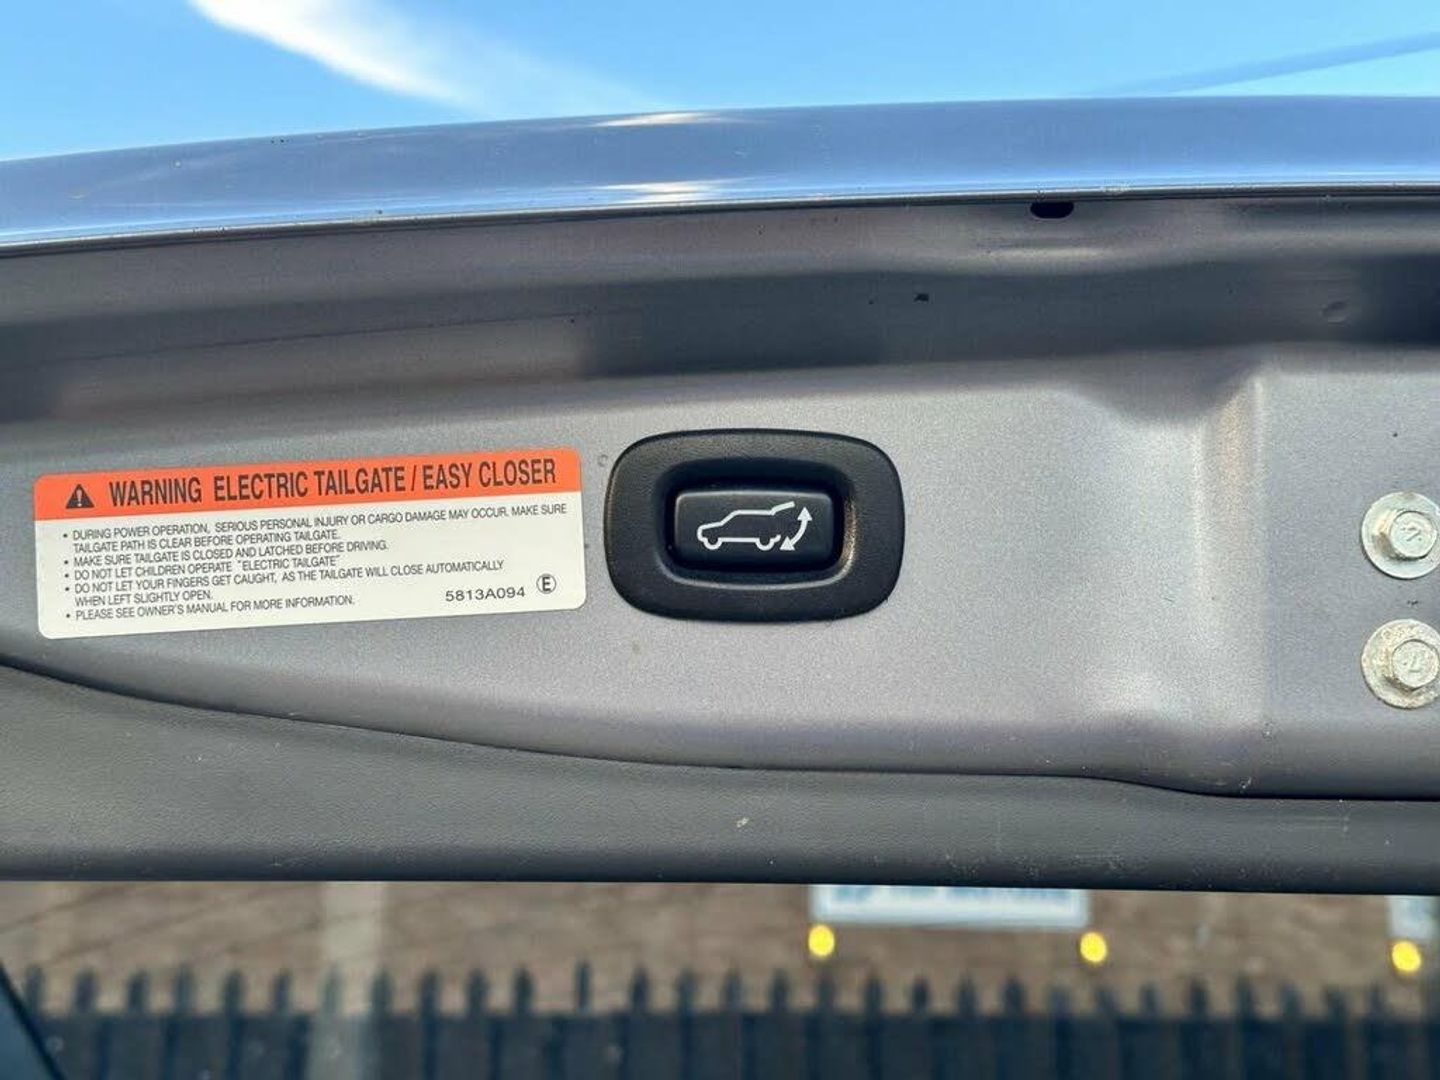 WARNING ELECTRIC TAILGATE / EASY CLOSER
• DURING POWER OPERATION, SERIOUS PERSONAL INJURY OR CARGO DAMAGE MAY OCCUR. MAKE SURE
TAILGATE PATH IS CLEAR BEFORE OPERATING TAILGATE.
• MAKE SURE TAILGATE IS CLOSED AND LATCHED BEFORE DRIVING.
• DO NOT LET CHILDREN OPERATE "ELECTRIC TAILGATE"
• DO NOT LET YOUR FINGERS GET CAUGHT, AS THE TAILGATE WILL CLOSE AUTOMATICALLY
WHEN LEFT SLIGHTLY OPEN.
• PLEASE SEE OWNER'S MANUAL FOR MORE INFORMATION.
5813A094 Ⓔ